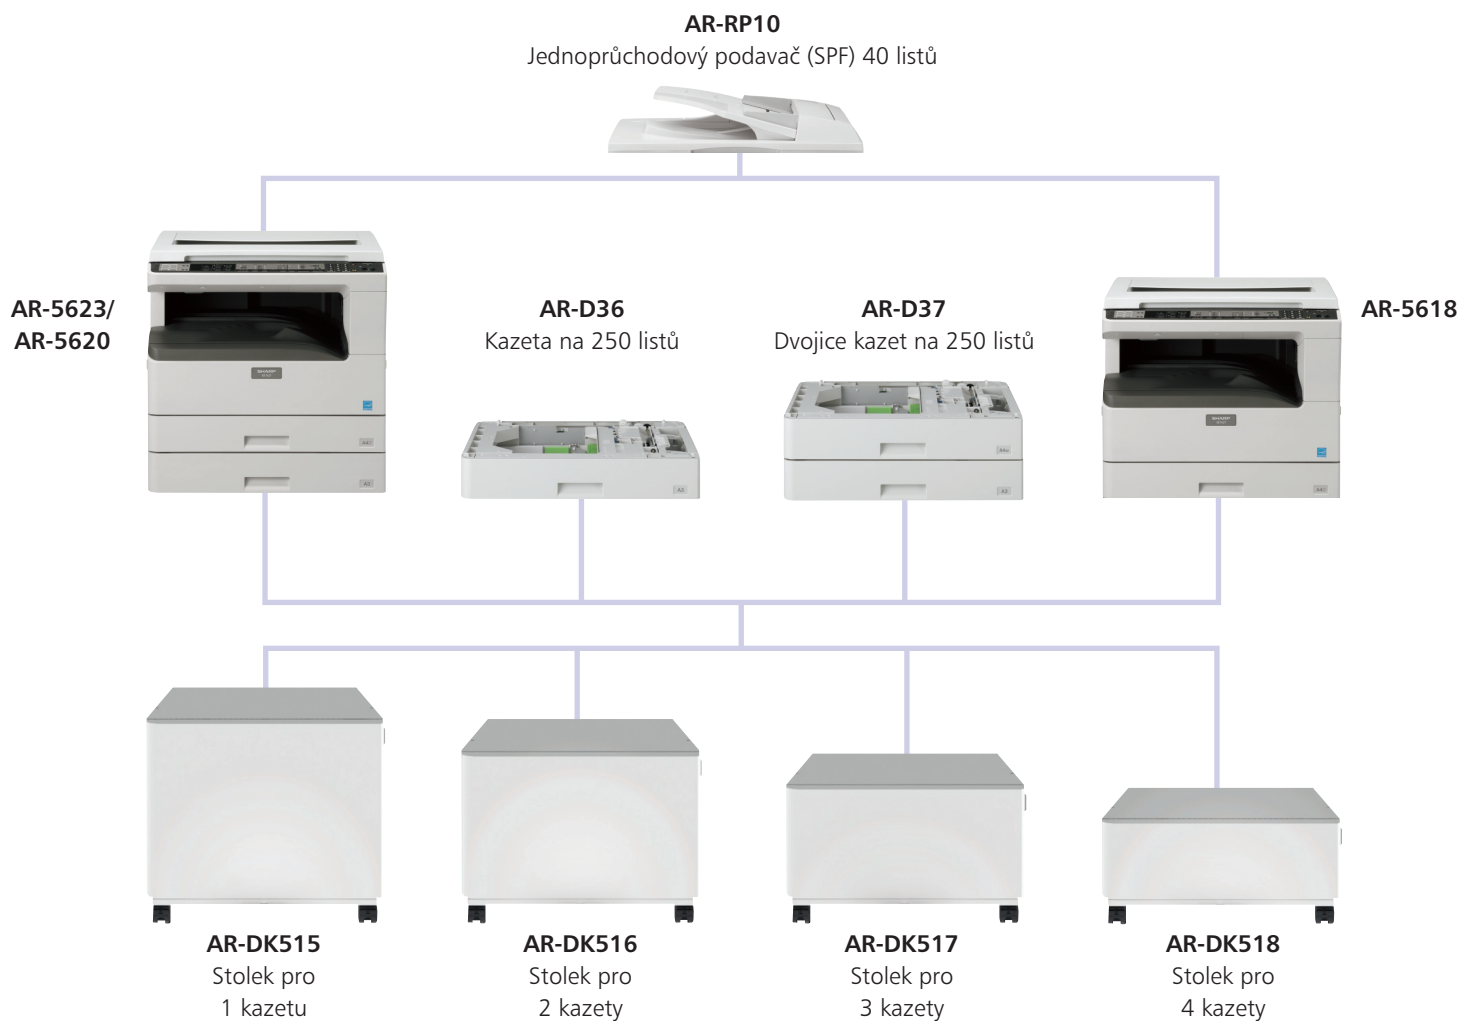 AR-RP10
Jednoprůchodový podavač (SPF) 40 listů
AR-5623/
AR-5620
AR-D36
Kazeta na 250 listů
AR-D37
Dvojice kazet na 250 listů
AR-5618
SHARP
SHARP
AR-DK515
Stolek pro
1 kazetu
AR-DK516
Stolek pro
2 kazety
AR-DK517
Stolek pro
3 kazety
AR-DK518
Stolek pro
4 kazety